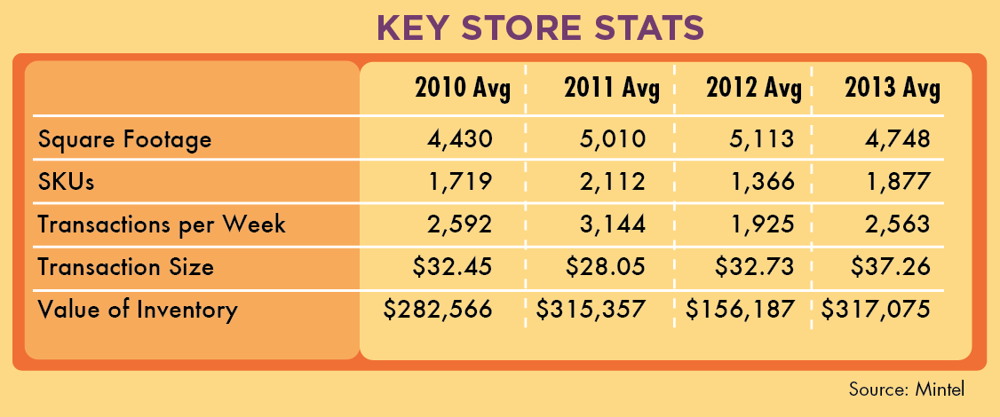 KEY STORE STATS
2010 Avg 2011 Avg 2012 Avg 2013 Avg
Square Footage 4,430 5,010 5,113 4,748
SKUs 1,719 2,112 1,366 1,877
Transactions per Week 2,592 3,144 1,925 2,563
Transaction Size $32.45 $28.05 $32.73 $37.26
Value of Inventory $282,566 $315,357 $156,187 $317,075
Source: Mintel